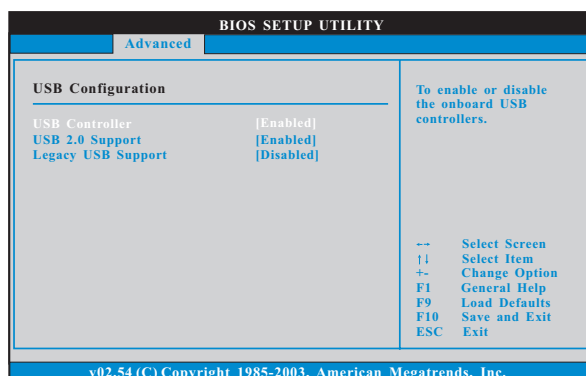 BIOS SETUP UTILITY
Advanced
USB Configuration
USB Controller [Enabled]
USB 2.0 Support [Enabled]
Legacy USB Support [Disabled]
To enable or disable
the onboard USB
controllers.
←→ Select Screen
↑↓ Select Item
+- Change Option
F1 General Help
F9 Load Defaults
F10 Save and Exit
ESC Exit
v02.54 (C) Copyright 1985-2003, American Megatrends, Inc.